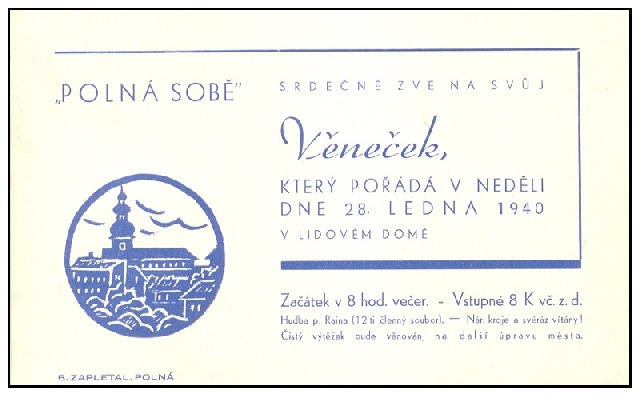 „POLNÁ SOBĚ"
SRDEČNĚ ZVE NA SVŮJ
Věneček,
KTERÝ POŘÁDÁ V NEDĚLI
DNE 28. LEDNA 1940
V LIDOVÉM DOMĚ
Začátek v 8 hod. večer. - Vstupné 8 K vč. z. d.
Hudba p. Raina (12 ti členný soubor). — Nár. kroje a svéráz vítány!
Čistý výtěžek bude věnován na další úpravu města.
B. ZAPLETAL, POLNÁ